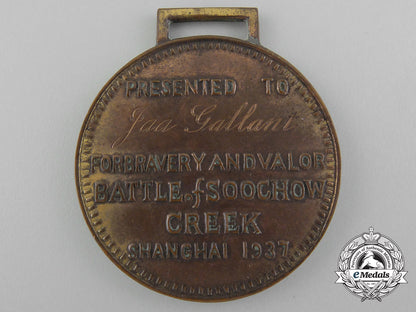 PRESENTED TO
Jaa Gallant
FOR BRAVERY AND VALOR
BATTLE of SOOCHOW
CREEK
SHANGHAI 1937
eMedals